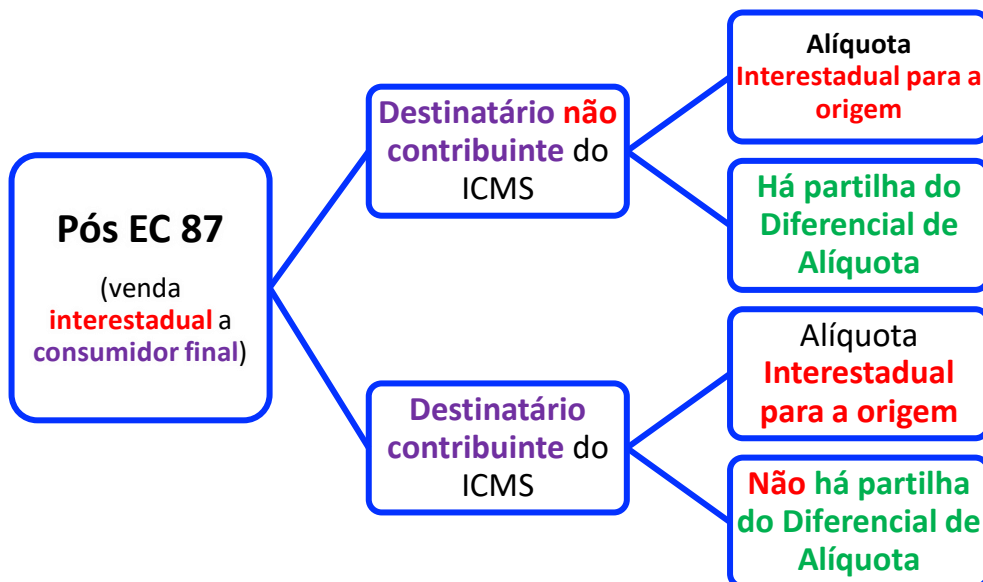 Pós EC 87
(venda
interestadual a
consumidor final)
Destinatário não
contribuinte do
ICMS
Alíquota
Interestadual para a
origem
Há partilha do
Diferencial de
Alíquota
Destinatário
contribuinte do
ICMS
Alíquota
Interestadual
para a origem
Não há partilha
do Diferencial de
Alíquota